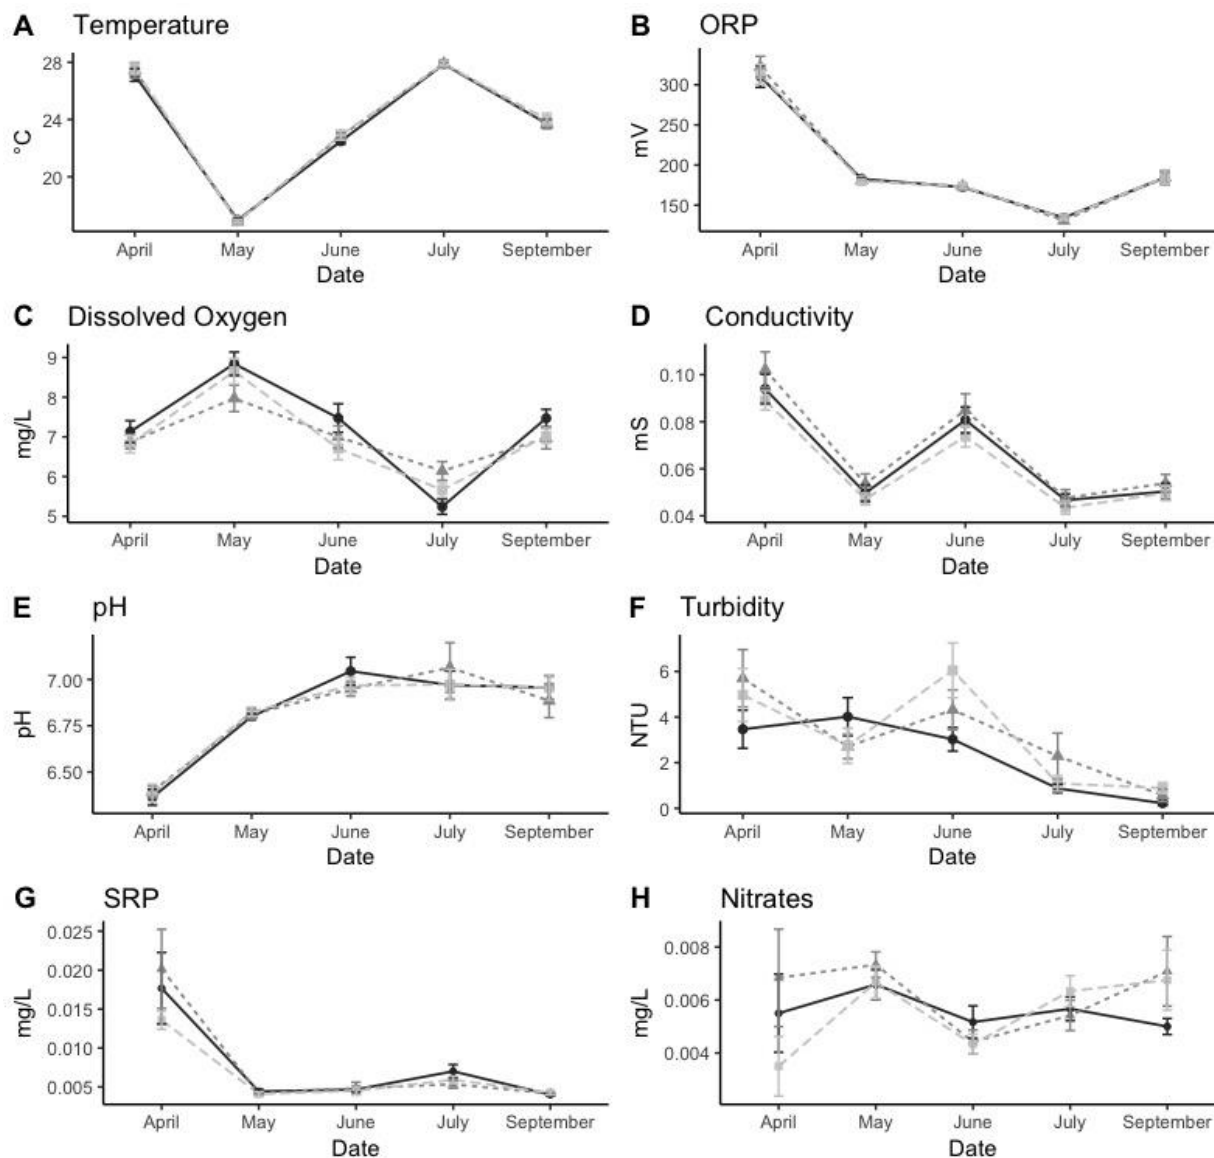 A Temperature
28
24
20
°C
April May June July September
Date
B ORP
300
250
200
150
mV
April May June July September
Date
C Dissolved Oxygen
9
8
7
6
5
mg/L
April May June July September
Date
D Conductivity
0.10
0.08
0.06
0.04
mS
April May June July September
Date
E pH
7.00
6.75
6.50
pH
April May June July September
Date
F Turbidity
6
4
2
0
NTU
April May June July September
Date
G SRP
0.025
0.020
0.015
0.010
0.005
mg/L
April May June July September
Date
H Nitrates
0.008
0.006
0.004
mg/L
April May June July September
Date